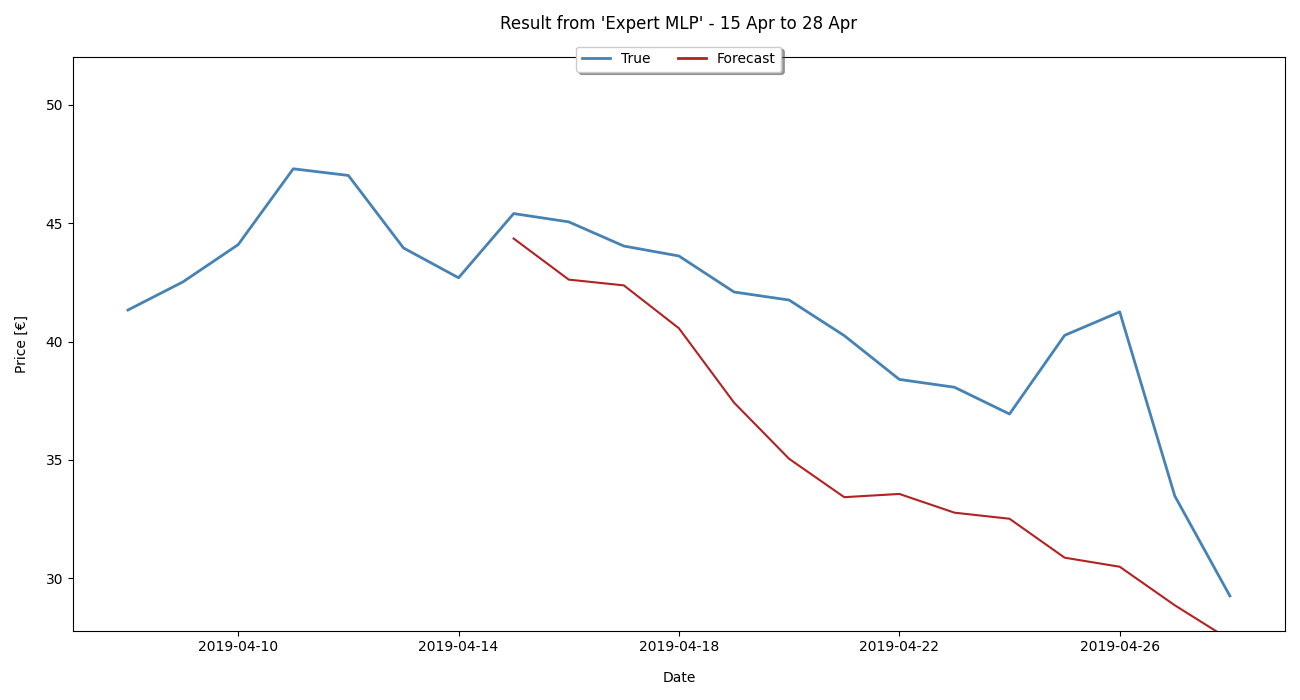 Result from 'Expert MLP' - 15 Apr to 28 Apr
True Forecast
50
45
40
35
30
Price [€]
2019-04-10 2019-04-14 2019-04-18 2019-04-22 2019-04-26
Date